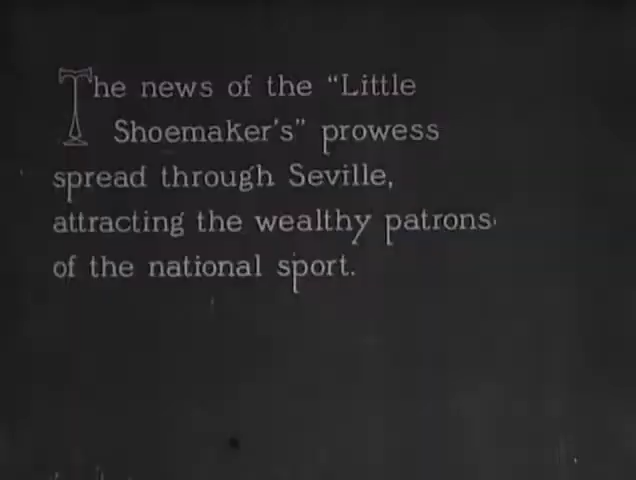 The news of the “Little
Shoemaker's” prowess
spread through Seville,
attracting the wealthy patrons
of the national sport.